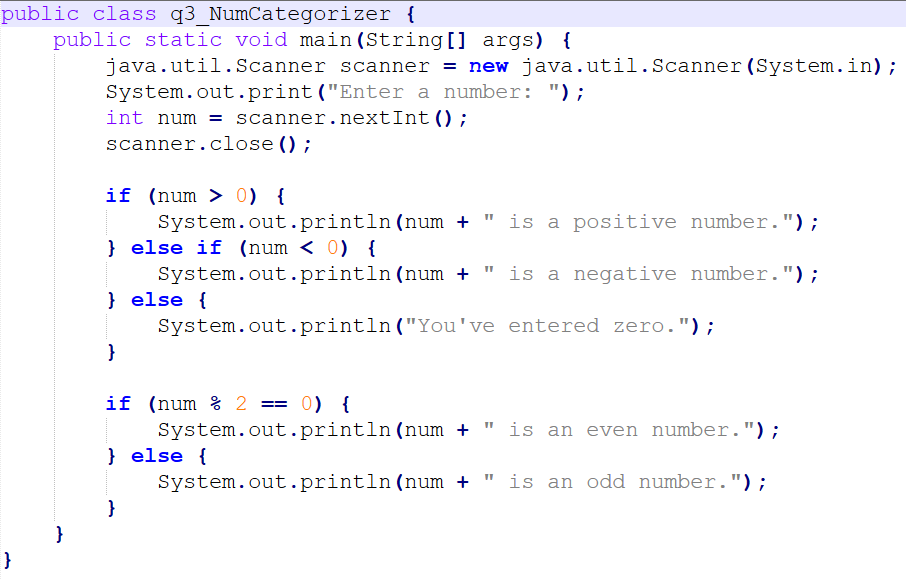 public class q3_NumCategorizer {
    public static void main(String[] args) {
        java.util.Scanner scanner = new java.util.Scanner(System.in);
        System.out.print("Enter a number: ");
        int num = scanner.nextInt();
        scanner.close();

        if (num > 0) {
            System.out.println(num + " is a positive number.");
        } else if (num < 0) {
            System.out.println(num + " is a negative number.");
        } else {
            System.out.println("You've entered zero.");
        }

        if (num % 2 == 0) {
            System.out.println(num + " is an even number.");
        } else {
            System.out.println(num + " is an odd number.");
        }
    }
}